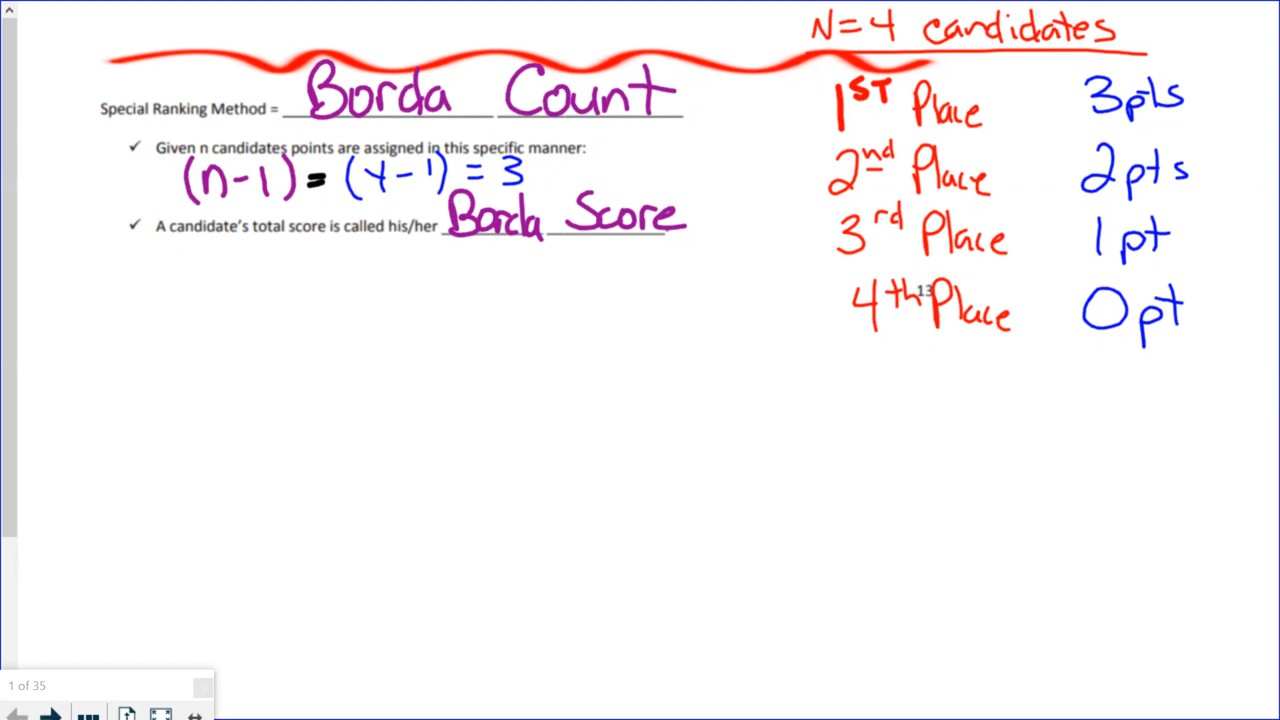 N=4 candidates
Special Ranking Method = Borda Count
✓ Given n candidates points are assigned in this specific manner:
(n-1) = (4-1) = 3
✓ A candidate's total score is called his/her Borda Score
1ST Place 3pts
2nd Place 2pts
3rd Place 1pt
4th Place 0pt
13
1 of 35